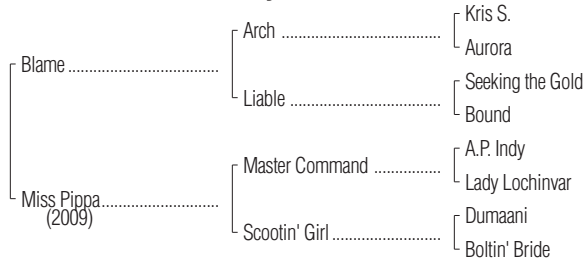 Kris S.
Arch ................................
Aurora
Blame ..................................
Seeking the Gold
Liable ..............................
Bound
A.P. Indy
Master Command ...............
Lady Lochinvar
Miss Pippa..........................
(2009)
Dumaani
Scootin' Girl.......................
Boltin' Bride